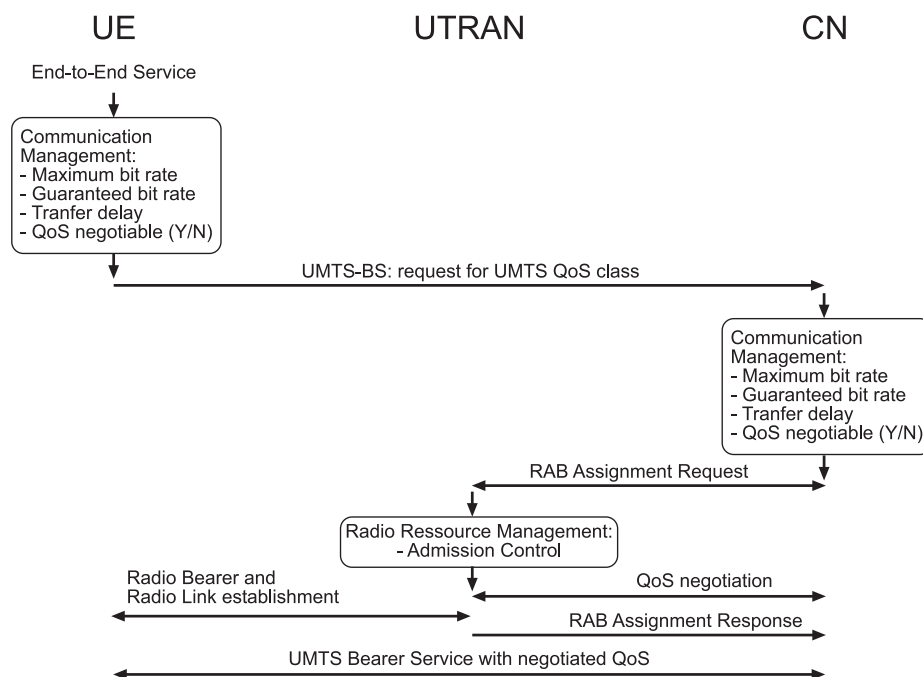 UE UTRAN CN
End-to-End Service
Communication
Management:
- Maximum bit rate
- Guaranteed bit rate
- Tranfer delay
- QoS negotiable (Y/N)
UMTS-BS: request for UMTS QoS class
Communication
Management:
- Maximum bit rate
- Guaranteed bit rate
- Tranfer delay
- QoS negotiable (Y/N)
RAB Assignment Request
Radio Ressource Management:
- Admission Control
Radio Bearer and
Radio Link establishment
QoS negotiation
RAB Assignment Response
UMTS Bearer Service with negotiated QoS